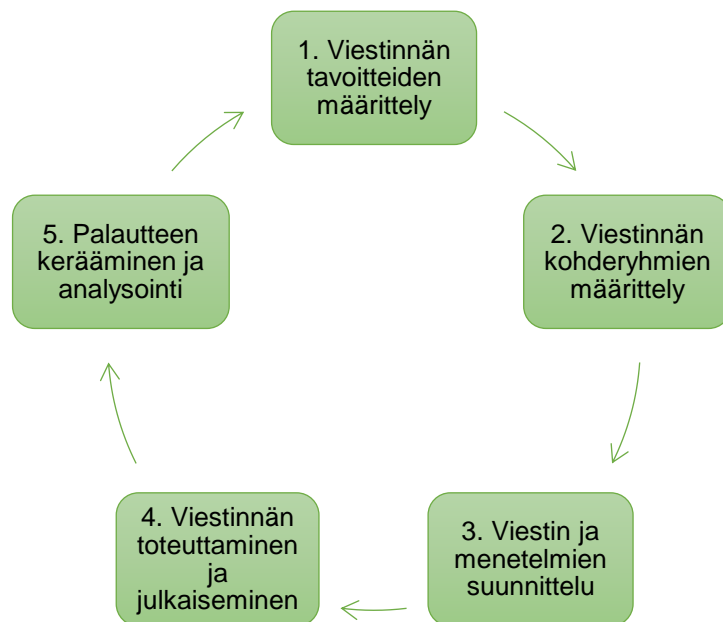 1. Viestinnän
tavoitteiden
määrittely
2. Viestinnän
kohderyhmien
määrittely
3. Viestin ja
menetelmien
suunnittelu
4. Viestinnän
toteuttaminen
ja
julkaiseminen
5. Palautteen
kerääminen ja
analysointi